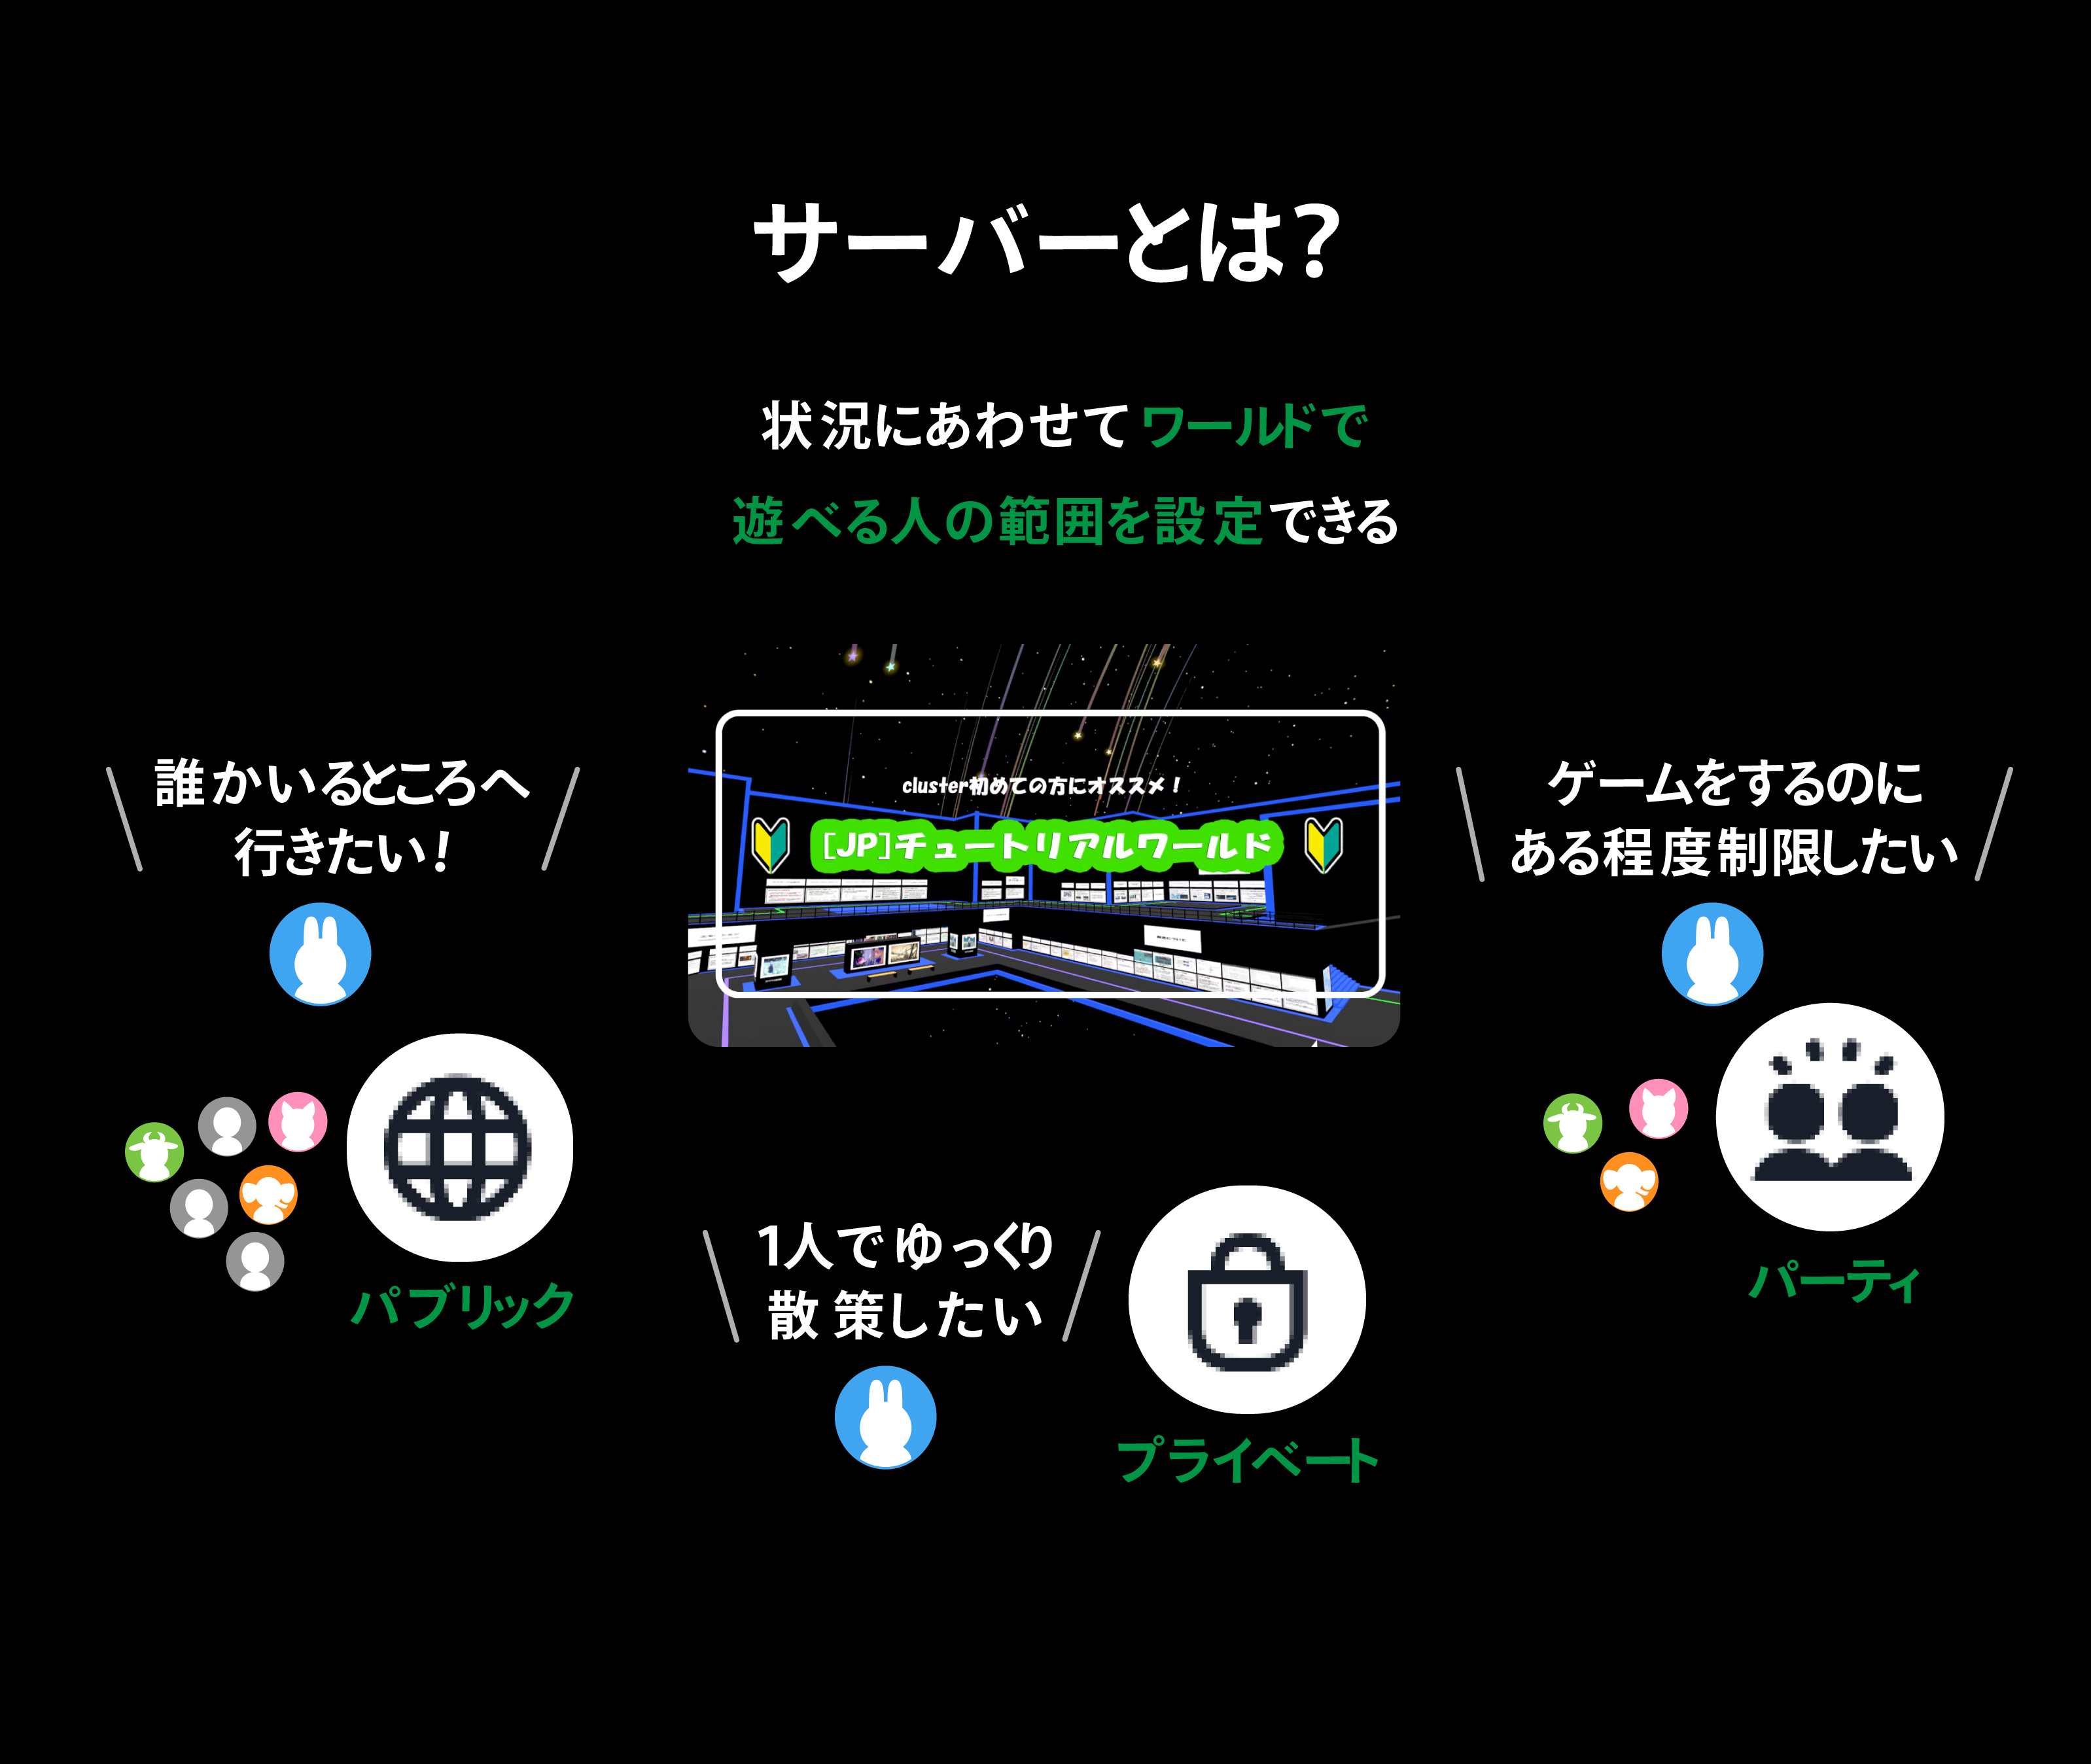 サーバーとは?
状況にあわせてワールドで
遊べる人の範囲を設定できる
cluster初めての方にオススメ！
[JP]チュートリアルワールド
誰かいるところへ
行きたい！
パブリック
1人でゆっくり
散策したい
プライベート
ゲームをするのに
ある程度制限したい
パーティ